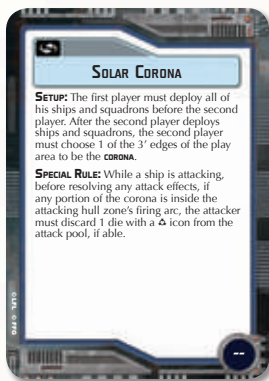 SOLAR CORONA
SETUP: The first player must deploy all of
his ships and squadrons before the second
player. After the second player deploys
ships and squadrons, the second player
must choose 1 of the 3' edges of the play
area to be the CORONA.
SPECIAL RULE: While a ship is attacking,
before resolving any attack effects, if
any portion of the corona is inside the
attacking hull zone's firing arc, the attacker
must discard 1 die with a icon from the
attack pool, if able.
©LFL ©FFG
--